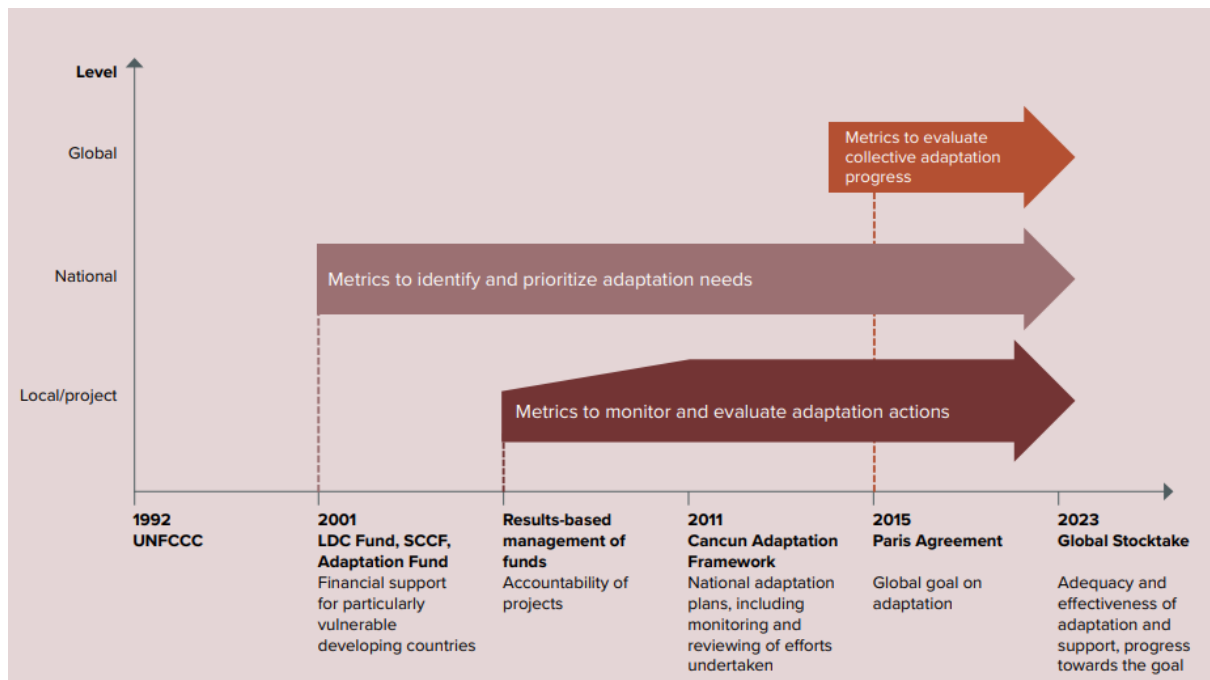 Level
Global
Metrics to evaluate
collective adaptation
progress
National
Metrics to identify and prioritize adaptation needs
Local/project
Metrics to monitor and evaluate adaptation actions
1992
UNFCCC
2001
LDC Fund, SCCF,
Adaptation Fund
Financial support
for particularly
vulnerable
developing countries
Results-based
management of
funds
Accountability of
projects
2011
Cancun Adaptation
Framework
National adaptation
plans, including
monitoring and
reviewing of efforts
undertaken
2015
Paris Agreement
Global goal on
adaptation
2023
Global Stocktake
Adequacy and
effectiveness of
adaptation and
support, progress
towards the goal